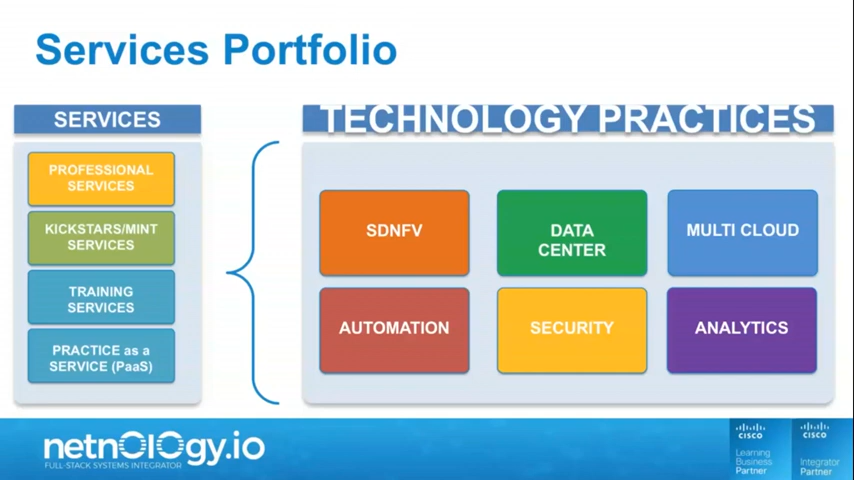 Services Portfolio
SERVICES
TECHNOLOGY PRACTICES
PROFESSIONAL
SERVICES
KICKSTARS/MINT
SERVICES
TRAINING
SERVICES
PRACTICE as a
SERVICE (PaaS)
SDNFV
DATA
CENTER
MULTI CLOUD
AUTOMATION
SECURITY
ANALYTICS
netnology.io
FULL-STACK SYSTEMS INTEGRATOR
CISCO
Learning
Business
Partner
CISCO
Integrator
Partner